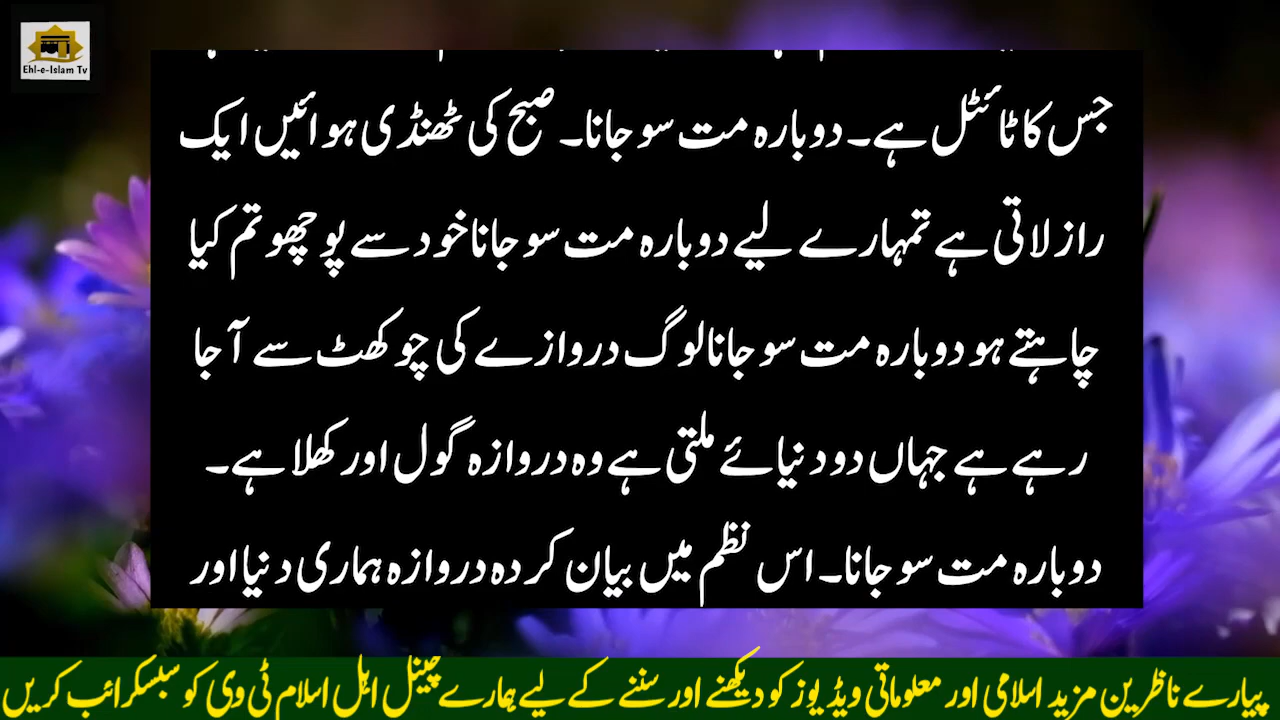 Ehl-e-Islam Tv
جس کا ٹائٹل ہے۔ دوبارہ مت سو جانا۔ صبح کی ٹھنڈی ہوائیں ایک
راز لاتی ہے تمہارے لیے دوبارہ مت سو جانا خود سے پوچھو تم کیا
چاہتے ہو دوبارہ مت سو جانا لوگ دروازے کی چوکھٹ سے آ جا
رہے ہے جہاں دو دنیائے ملتی ہے وہ دروازہ گول اور کھلا ہے۔
دوبارہ مت سو جانا۔ اس نظم میں بیان کردہ دروازہ ہماری دنیا اور
پیارے ناظرین مزید اسلامی اور معلوماتی ویڈیوز کو دیکھنے اور سننے کے لیے ہمارے چینل اہل اسلام ٹی وی کو سبسکرائب کریں